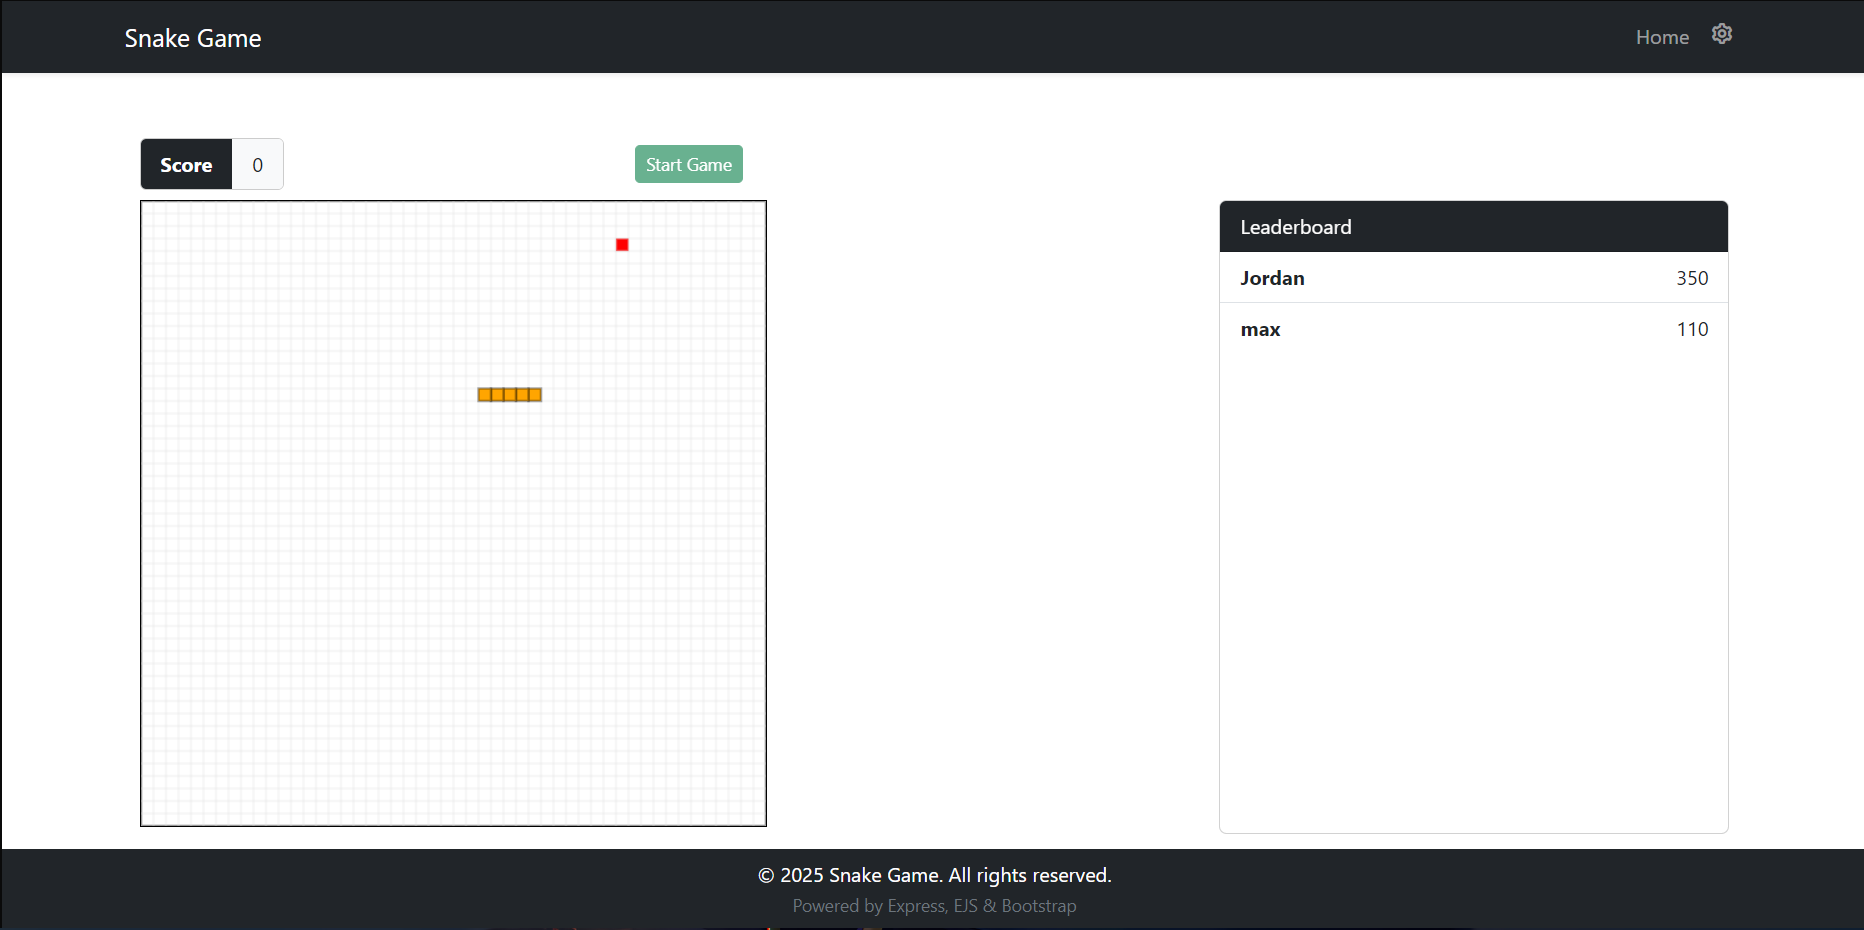 Snake Game
Home
Score 0
Start Game
Leaderboard
Jordan 350
max 110
© 2025 Snake Game. All rights reserved.
Powered by Express, EJS & Bootstrap